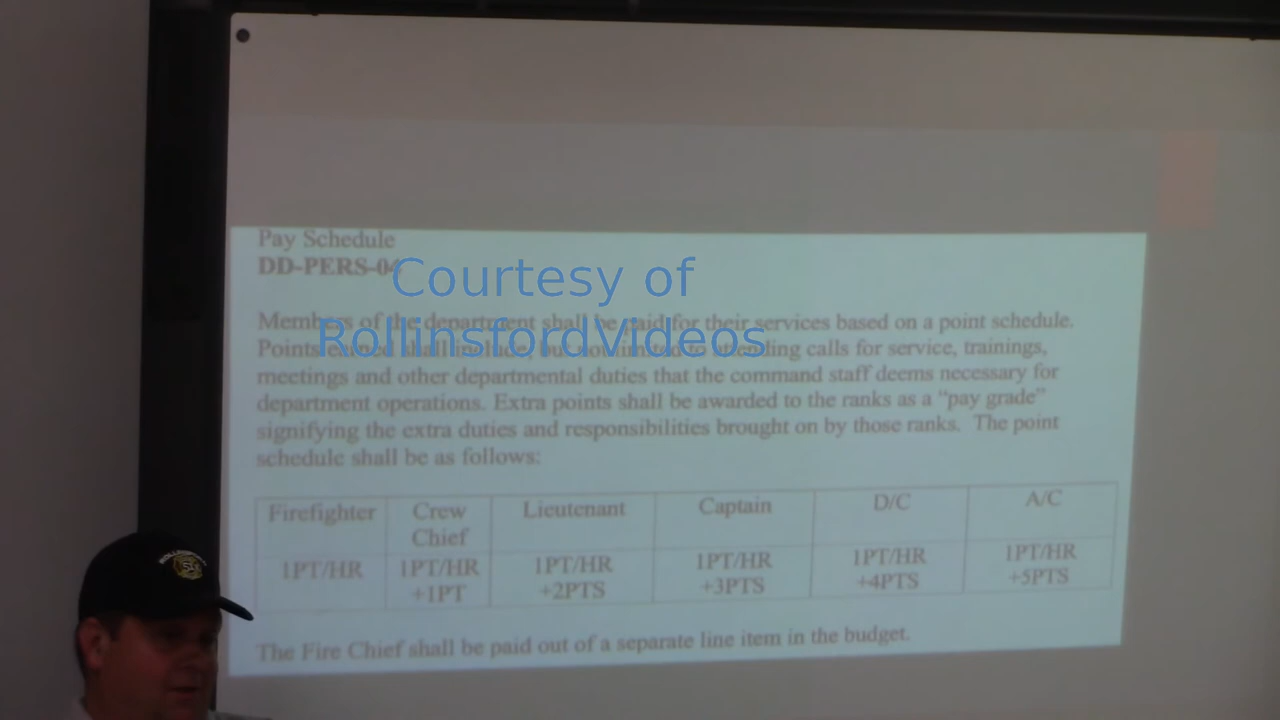 Pay Schedule
DD-PERS-04
Courtesy of
RollinsfordVideos
Members of the department shall be paid for their services based on a point schedule.
Points earned shall include, but not limited to attending calls for service, trainings,
meetings and other departmental duties that the command staff deems necessary for
department operations. Extra points shall be awarded to the ranks as a “pay grade”
signifying the extra duties and responsibilities brought on by those ranks. The point
schedule shall be as follows:
Firefighter Crew Chief Lieutenant Captain D/C A/C
1PT/HR 1PT/HR +1PT 1PT/HR +2PTS 1PT/HR +3PTS 1PT/HR +4PTS 1PT/HR +5PTS
The Fire Chief shall be paid out of a separate line item in the budget.